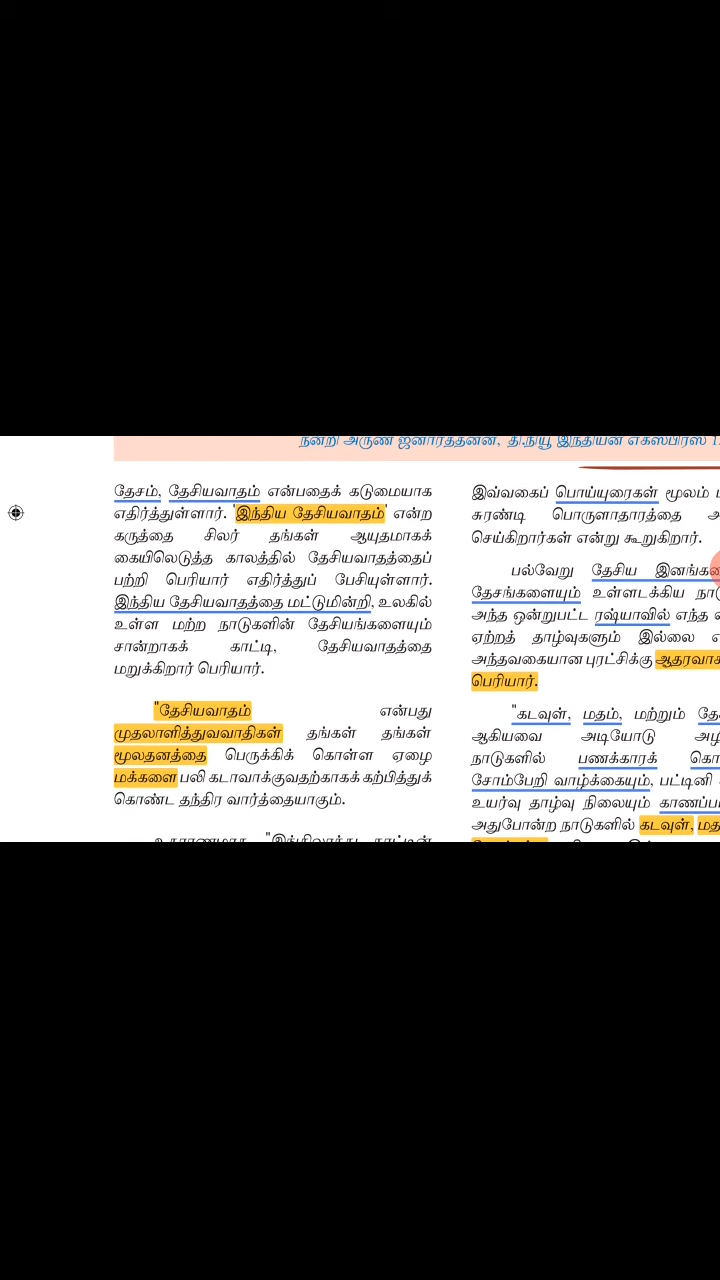 நன்றி அருண் ஜனார்த்தனன், தி.நியூ இந்தியன் எக்ஸ்பிரஸ்
தேசம், தேசியவாதம் என்பதைக் கடுமையாக
எதிர்த்துள்ளார். 'இந்திய தேசியவாதம்' என்ற
கருத்தை சிலர் தங்கள் ஆயுதமாகக்
கையிலெடுத்த காலத்தில் தேசியவாதத்தைப்
பற்றி பெரியார் எதிர்த்துப் பேசியுள்ளார்.
இந்திய தேசியவாதத்தை மட்டுமின்றி, உலகில்
உள்ள மற்ற நாடுகளின் தேசியங்களையும்
சான்றாகக் காட்டி, தேசியவாதத்தை
மறுக்கிறார் பெரியார்.
"தேசியவாதம் என்பது
முதலாளித்துவவாதிகள் தங்கள் தங்கள்
மூலதனத்தை பெருக்கிக் கொள்ள ஏழை
மக்களை பலி கடாவாக்குவதற்காகக் கற்பித்துக்
கொண்ட தந்திர வார்த்தையாகும்.
இவ்வகைப் பொய்யுரைகள் மூலம்
சுரண்டி பொருளாதாரத்தை
செய்கிறார்கள் என்று கூறுகிறார்.
பல்வேறு தேசிய
தேசங்களையும் உள்ளடக்கிய
அந்த ஒன்றுபட்ட ரஷ்யாவில் எந்த
ஏற்றத் தாழ்வுகளும் இல்லை
அந்தவகையான புரட்சிக்கு
பெரியார்.
"கடவுள், மதம், மற்றும்
ஆகியவை அடியோடு
நாடுகளில் பணக்காரக்
சோம்பேறி வாழ்க்கையும், பட்டினி
உயர்வு தாழ்வு நிலையும்
அதுபோன்ற நாடுகளில் கடவுள்,